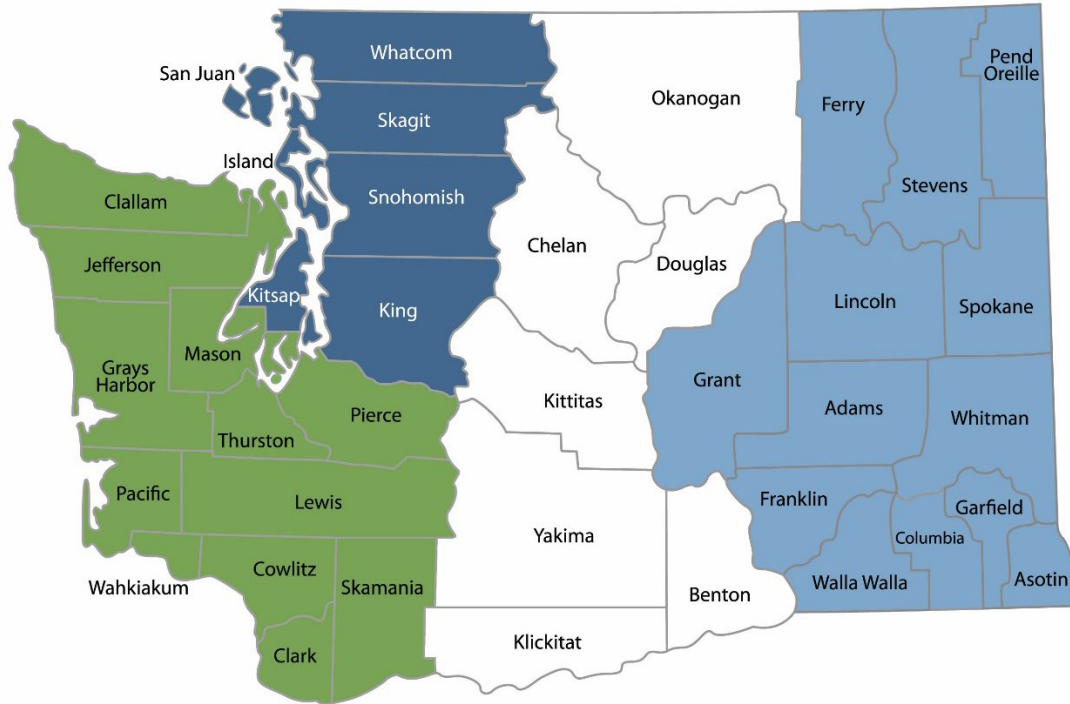 Whatcom
San Juan
Pend
Oreille
Okanogan
Ferry
Skagit
Island
Stevens
Clallam
Snohomish
Chelan
Jefferson
Douglas
Kitsap
Lincoln
Spokane
King
Mason
Grays
Harbor
Grant
Kittitas
Adams
Pierce
Whitman
Thurston
Pacific
Franklin
Lewis
Garfield
Yakima
Columbia
Cowlitz
Wahkiakum
Skamania
Walla Walla
Asotin
Benton
Klickitat
Clark